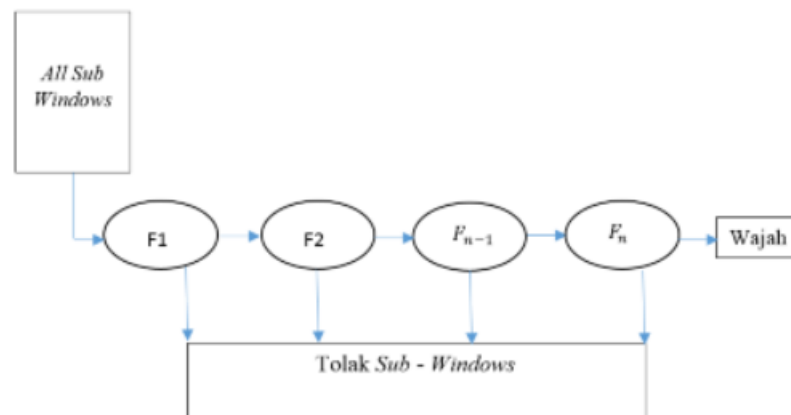 All Sub
Windows
F1
F2
Fₙ₋₁
Fₙ
Wajah
Tolak Sub - Windows